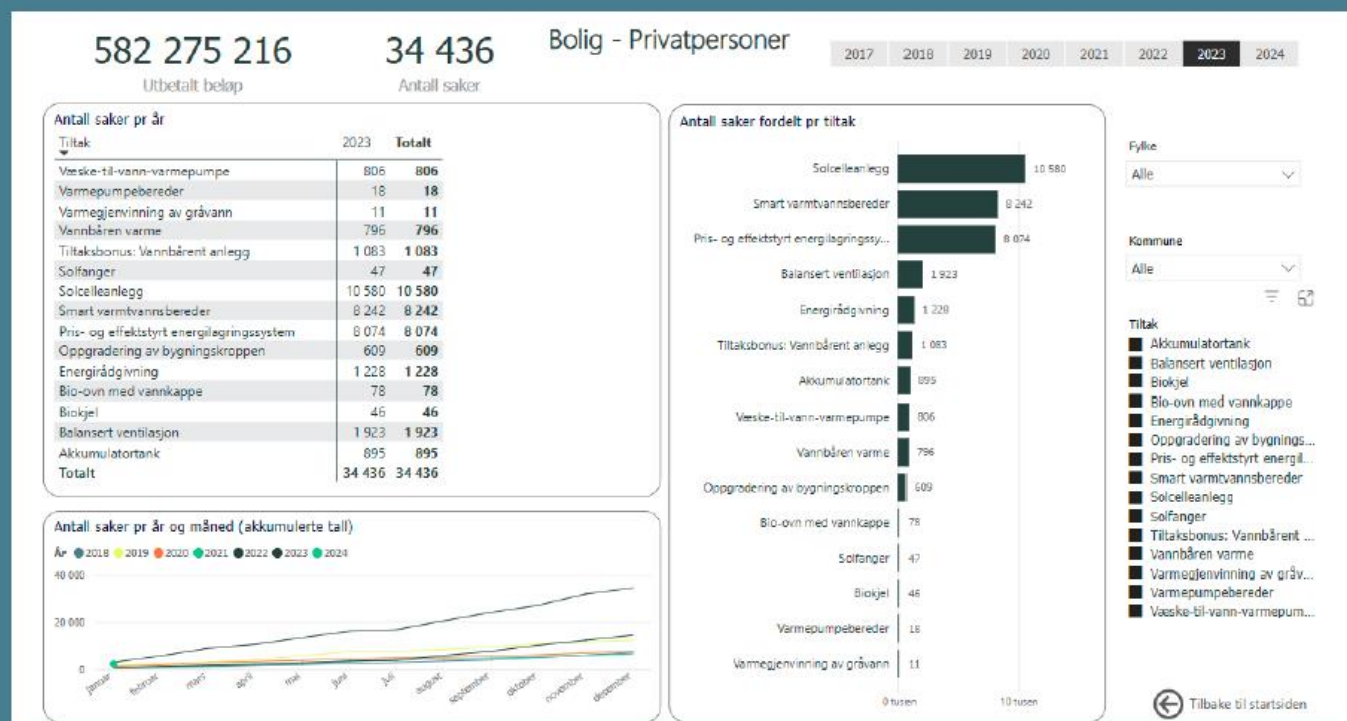 582 275 216
Utbetalt beløp
34 436
Antall saker
Bolig - Privatpersoner
2017 2018 2019 2020 2021 2022 2023 2024
Antall saker pr år
Tiltak 2023 Totalt
Væske-til-vann-varmepumpe 806 806
Varmepumpebereder 18 18
Varmegjenvinning av gråvann 11 11
Vannbåren varme 796 796
Tiltaksbonus: Vannbårent anlegg 1 083 1 083
Solfanger 47 47
Solcelleanlegg 10 580 10 580
Smart varmtvannsbereder 8 242 8 242
Pris- og effektstyrt energilagringssystem 8 074 8 074
Oppgradering av bygningskroppen 609 609
Energirådgivning 1 228 1 228
Bio-ovn med vannkappe 78 78
Biokjel 46 46
Balansert ventilasjon 1 923 1 923
Akkumulatortank 895 895
Totalt 34 436 34 436
Antall saker pr år og måned (akkumulerte tall)
År 2018 2019 2020 2021 2022 2023 2024
40 000
20 000
0
januar februar mars april mai juni juli august september oktober november desember
Antall saker fordelt pr tiltak
Solcelleanlegg 10 580
Smart varmtvannsbereder 8 242
Pris- og effektstyrt energilagringssy... 8 074
Balansert ventilasjon 1 923
Energirådgivning 1 228
Tiltaksbonus: Vannbårent anlegg 1 083
Akkumulatortank 895
Væske-til-vann-varmepumpe 806
Vannbåren varme 796
Oppgradering av bygningskroppen 609
Bio-ovn med vannkappe 78
Solfanger 47
Biokjel 46
Varmepumpebereder 18
Varmegjenvinning av gråvann 11
0 tusen 10 tusen
Fylke
Alle
Kommune
Alle
Tiltak
Akkumulatortank
Balansert ventilasjon
Biokjel
Bio-ovn med vannkappe
Energirådgivning
Oppgradering av bygnings...
Pris- og effektstyrt energil...
Smart varmtvannsbereder
Solcelleanlegg
Solfanger
Tiltaksbonus: Vannbårent ...
Vannbåren varme
Varmegjenvinning av gråv...
Varmepumpebereder
Væske-til-vann-varmepum...
Tilbake til startsiden